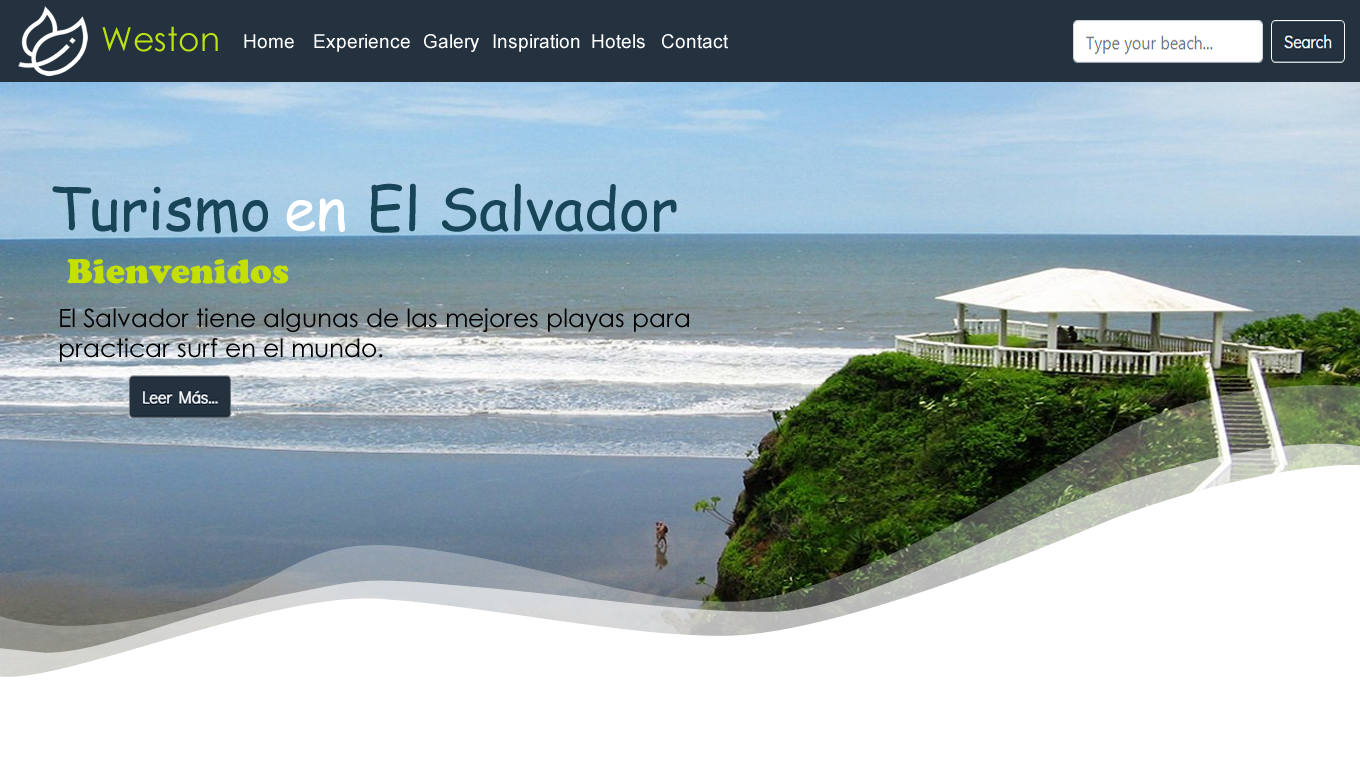 Weston Home Experience Galery Inspiration Hotels Contact Type your beach... Search
Turismo en El Salvador
Bienvenidos
El Salvador tiene algunas de las mejores playas para
practicar surf en el mundo.
Leer Más...